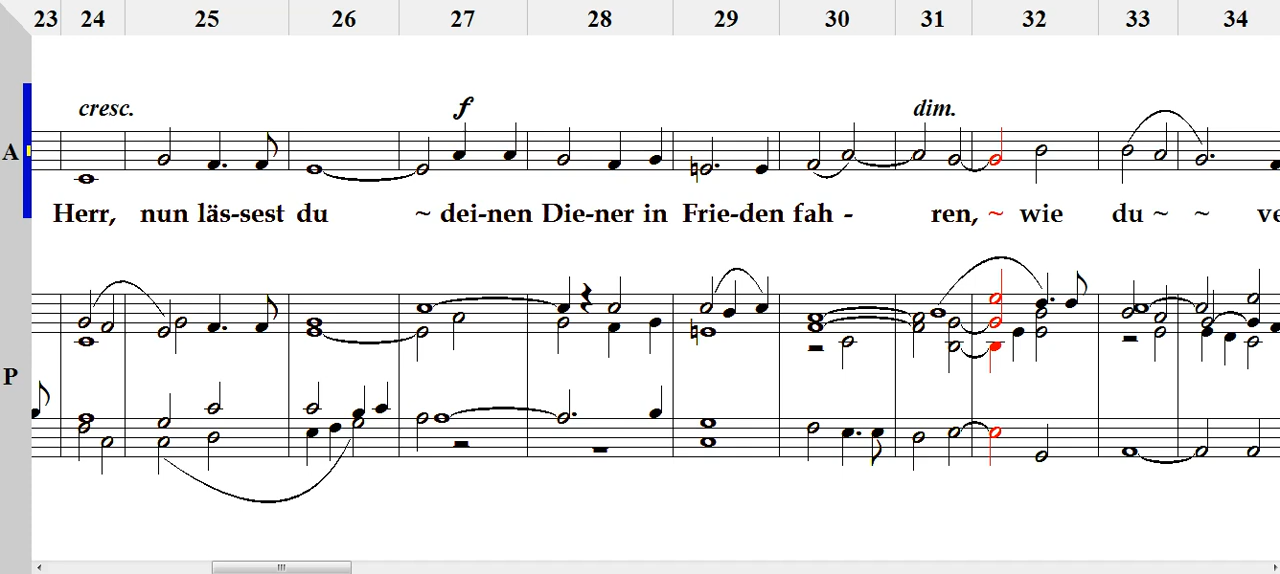 23 24 25 26 27 28 29 30 31 32 33 34
cresc. f dim.
A
Herr, nun läs-sest du ~ dei-nen Die-ner in Frie-den fah - ren, ~ wie du ~ ~ ve
P